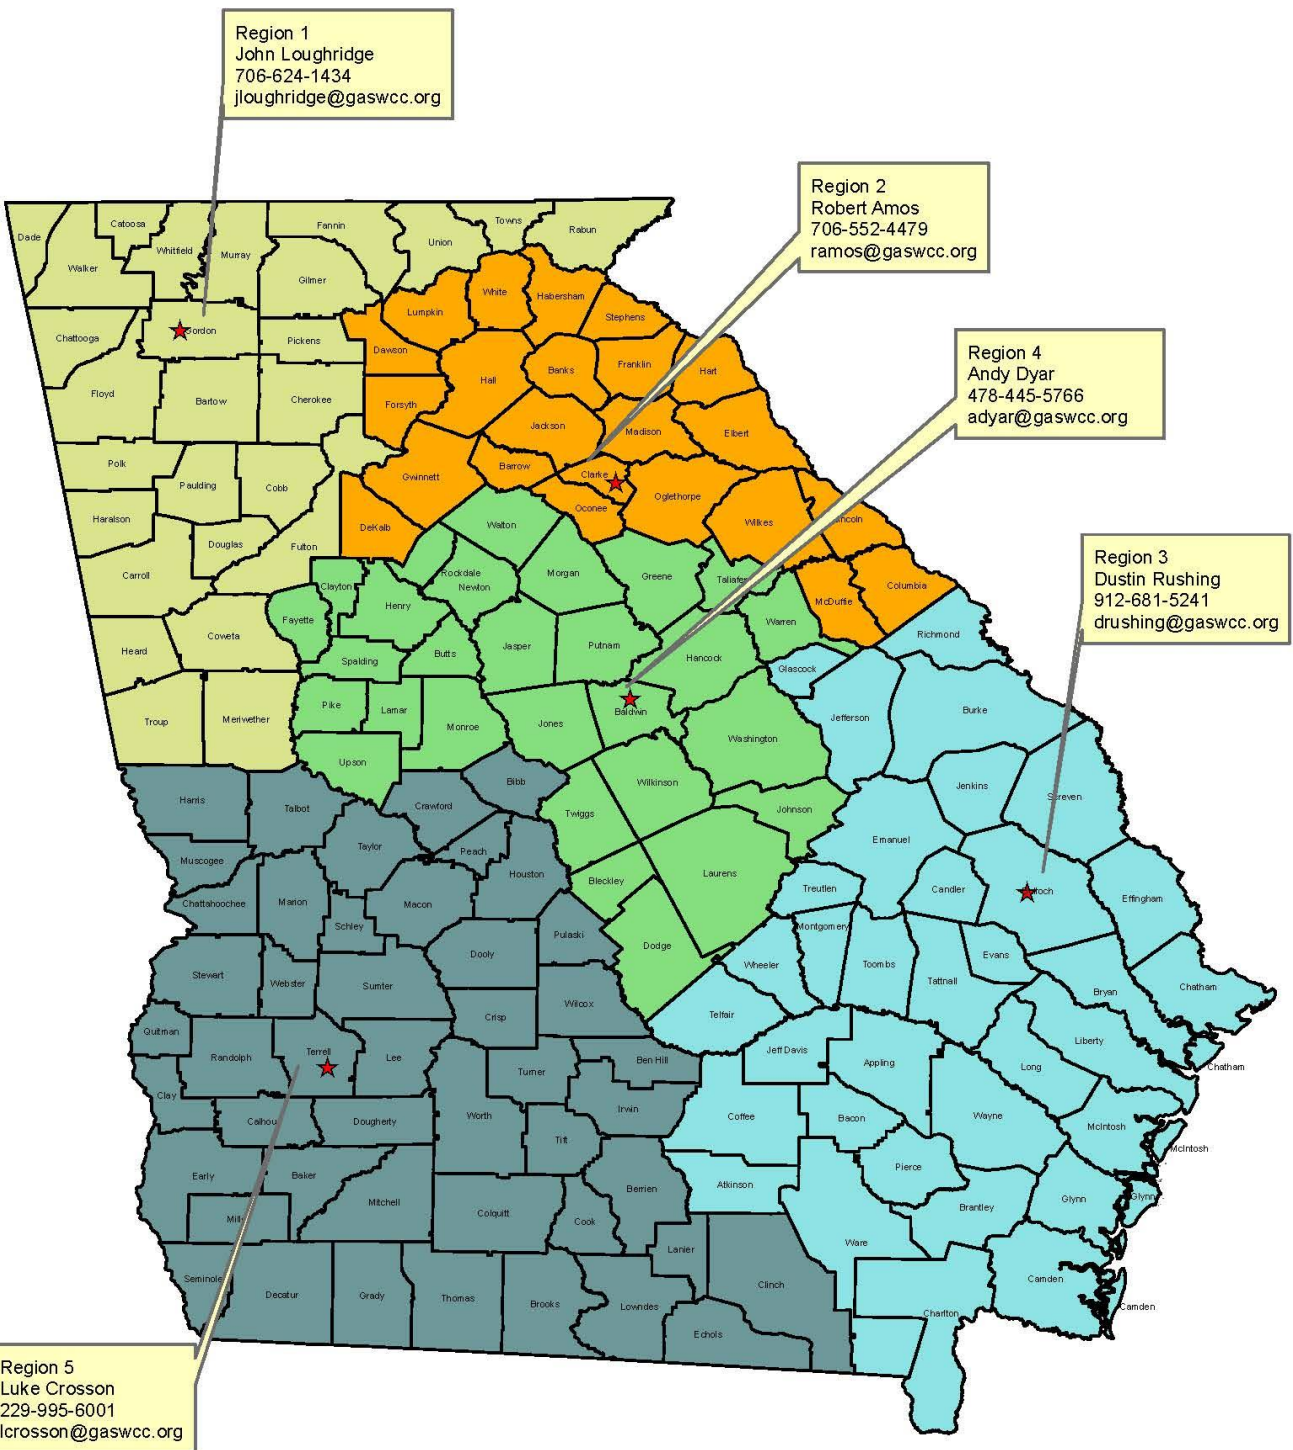 Region 1
John Loughridge
706-624-1434
jloughridge@gaswcc.org
Region 2
Robert Amos
706-552-4479
ramos@gaswcc.org
Region 4
Andy Dyar
478-445-5766
adyar@gaswcc.org
Region 3
Dustin Rushing
912-681-5241
drushing@gaswcc.org
Region 5
Luke Crosson
229-995-6001
lcrosson@gaswcc.org
Dade
Catoosa
Walker
Whitfield
Murray
Fannin
Union
Towns
Rabun
Gilmer
Chattooga
Pickens
Floyd
Bartow
Cherokee
Polk
Paulding
Cobb
Haralson
Douglas
Fulton
Carroll
Heard
Coweta
Troup
Meriwether
Lumpkin
White
Habersham
Stephens
Dawson
Hall
Banks
Franklin
Hart
Forsyth
Jackson
Madison
Elbert
Gwinnett
Barrow
Clarke
Oconee
Oglethorpe
Wilkes
DeKalb
McDuffie
Columbia
Walton
Rockdale
Newton
Morgan
Greene
Clayton
Henry
Fayette
Warren
Spalding
Butts
Jasper
Putnam
Hancock
Pike
Lamar
Monroe
Jones
Baldwin
Washington
Upson
Wilkinson
Twiggs
Johnson
Bleckley
Laurens
Dodge
Richmond
Glascock
Jefferson
Burke
Jenkins
Emanuel
Treutlen
Candler
Effingham
Montgomery
Wheeler
Toombs
Tattnall
Evans
Bryan
Chatham
Telfair
Jeff Davis
Appling
Liberty
Long
Chatham
Coffee
Bacon
Wayne
McIntosh
McIntosh
Pierce
Atkinson
Brantley
Glynn
Glynn
Ware
Camden
Camden
Charlton
Harris
Talbot
Crawford
Bibb
Muscogee
Taylor
Peach
Houston
Chattahoochee
Marion
Macon
Schley
Pulaski
Stewart
Webster
Sumter
Dooly
Wilcox
Crisp
Quitman
Randolph
Terrell
Lee
Turner
Ben Hill
Clay
Dougherty
Worth
Irwin
Tift
Early
Baker
Mitchell
Colquitt
Cook
Berrien
Lanier
Clinch
Seminole
Decatur
Grady
Thomas
Brooks
Lowndes
Echols